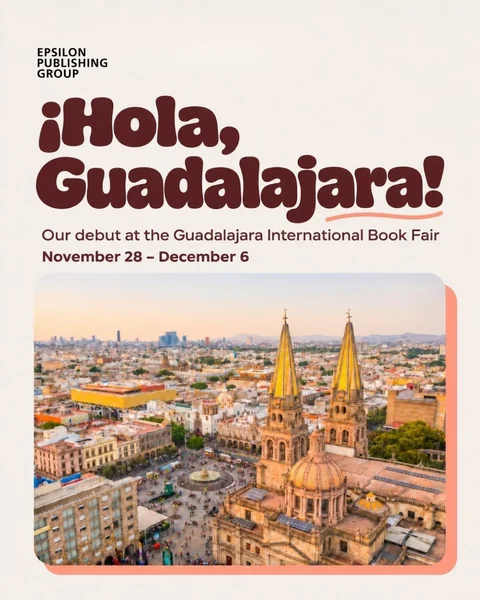 EPSILON
PUBLISHING
GROUP
¡Hola,
Guadalajara!
Our debut at the Guadalajara International Book Fair
November 28 – December 6